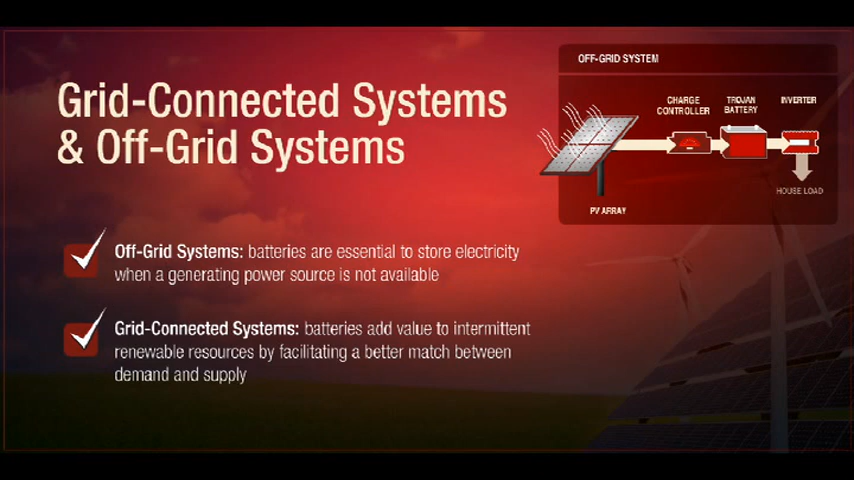 Grid-Connected Systems
& Off-Grid Systems
OFF-GRID SYSTEM
CHARGE
CONTROLLER
TROJAN
BATTERY
INVERTER
HOUSE LOAD
PV ARRAY
Off-Grid Systems: batteries are essential to store electricity
when a generating power source is not available
Grid-Connected Systems: batteries add value to intermittent
renewable resources by facilitating a better match between
demand and supply